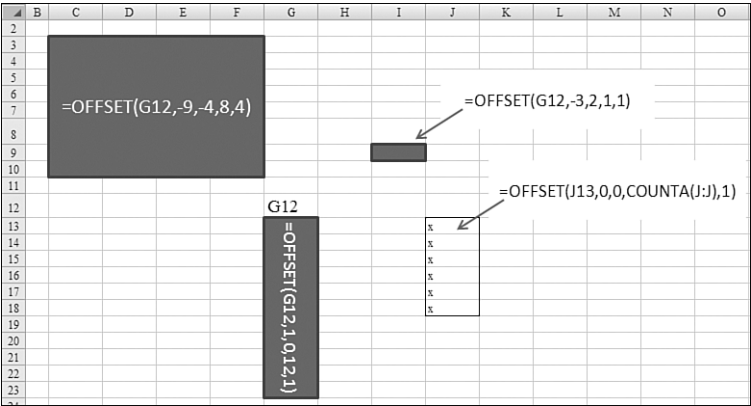 B C D E F G H I J K L M N O
2
3
4
5
6
=OFFSET(G12,-3,2,1,1)
7
=OFFSET(G12,-9,-4,8,4)
8
9
10
11
=OFFSET(J13,0,0,COUNTA(J:J),1)
12 G12
13 x
14 x
15 x
16 x
17 x
18 x
=OFFSET(G12,1,0,12,1)
19
20
21
22
23